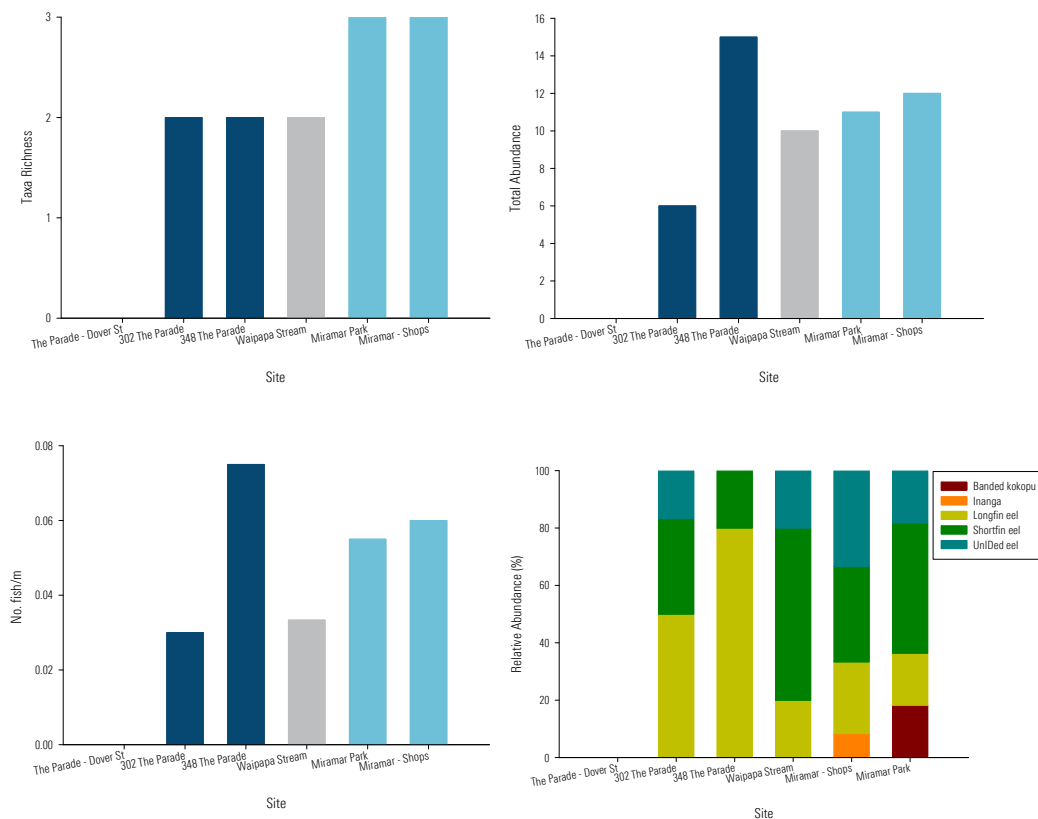 3
2
1
0
Taxa Richness
The Parade - Dover St
302 The Parade
348 The Parade
Waipapa Stream
Miramar Park
Miramar - Shops
Site
16
14
12
10
8
6
4
2
0
Total Abundance
The Parade - Dover St
302 The Parade
348 The Parade
Waipapa Stream
Miramar Park
Miramar - Shops
Site
0.08
0.06
0.04
0.02
0.00
No. fish/m
The Parade - Dover St
302 The Parade
348 The Parade
Waipapa Stream
Miramar Park
Miramar - Shops
Site
100
80
60
40
20
0
Relative Abundance (%)
The Parade - Dover St
302 The Parade
348 The Parade
Waipapa Stream
Miramar - Shops
Miramar Park
Site
Banded kokopu
Inanga
Longfin eel
Shortfin eel
UnIDed eel